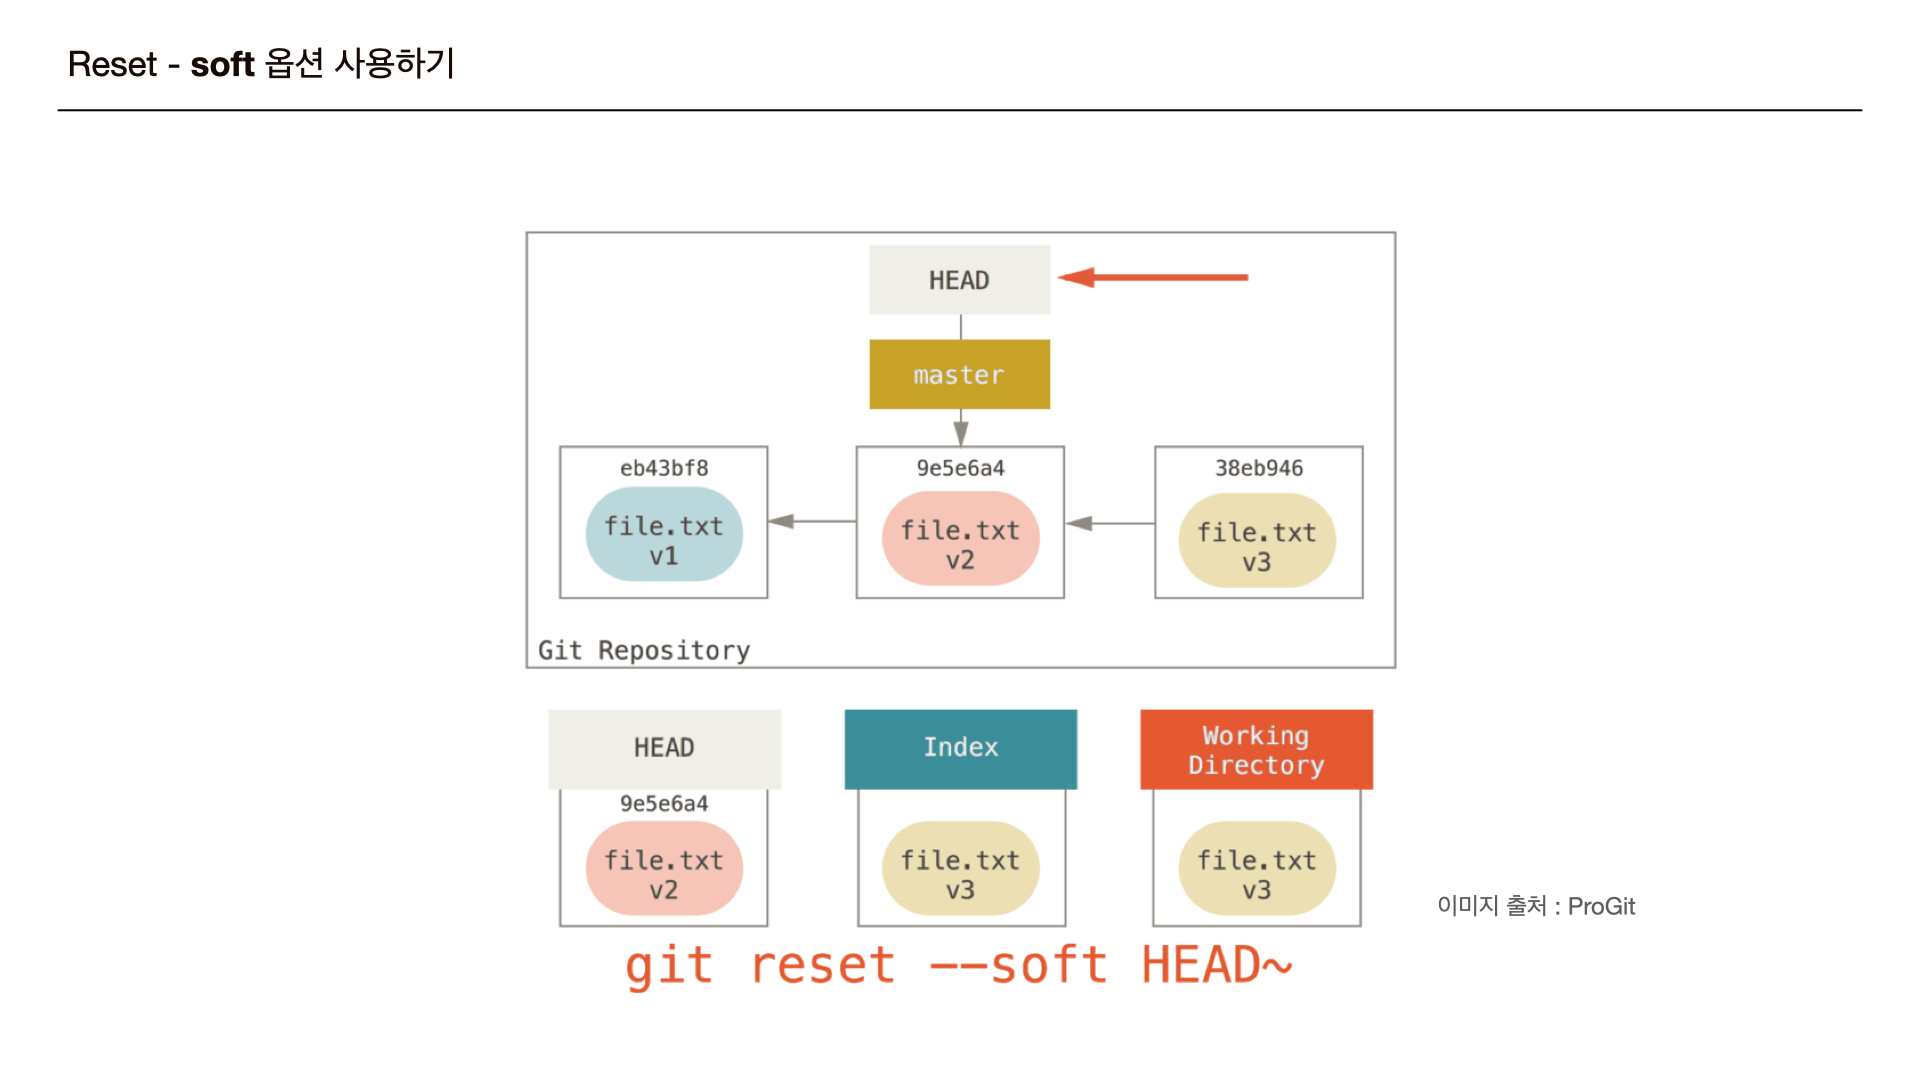 Reset - soft 옵션 사용하기
HEAD
master
eb43bf8
file.txt
v1
9e5e6a4
file.txt
v2
38eb946
file.txt
v3
Git Repository
HEAD
9e5e6a4
file.txt
v2
Index
file.txt
v3
Working
Directory
file.txt
v3
이미지 출처 : ProGit
git reset --soft HEAD~